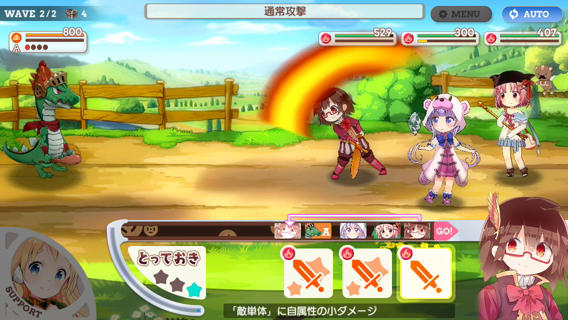 WAVE 2/2 4
通常攻撃
MENU
AUTO
800
A
529
300
407
A
GO!
とっておき
SUPPORT
「敵単体」に自属性の小ダメージ